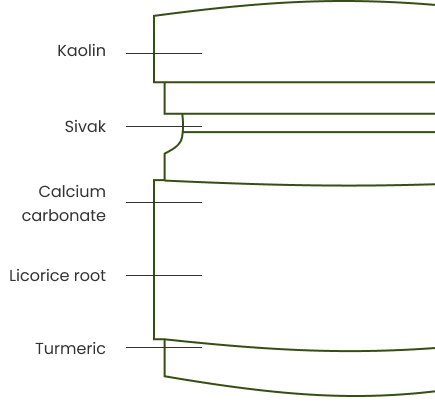 Kaolin
Sivak
Calcium
carbonate
Licorice root
Turmeric